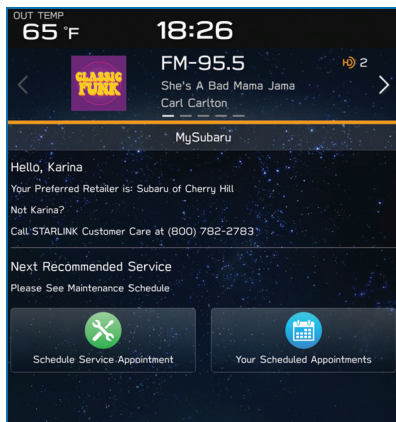 OUT TEMP
65 °F
18:26
FM-95.5
HD 2
CLASSIC
FUNK
She's A Bad Mama Jama
Carl Carlton
MySubaru
Hello, Karina
Your Preferred Retailer is: Subaru of Cherry Hill
Not Karina?
Call STARLINK Customer Care at (800) 782-2783
Next Recommended Service
Please See Maintenance Schedule
Schedule Service Appointment
Your Scheduled Appointments